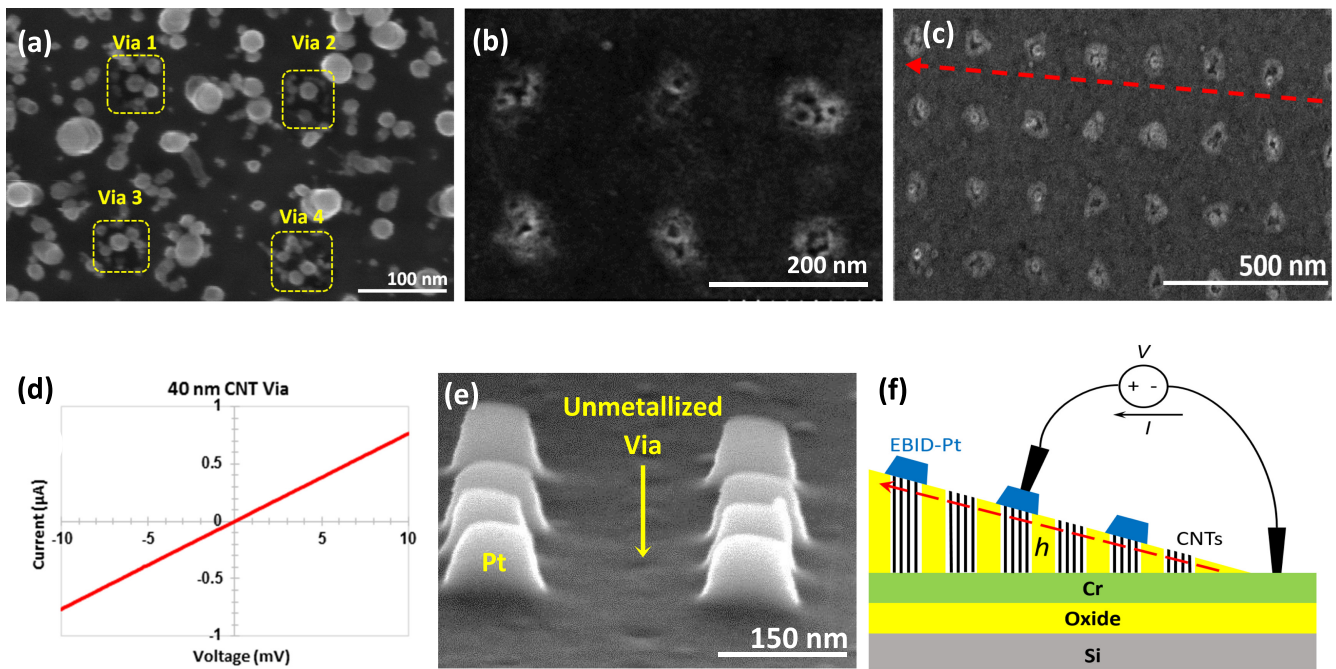 (a)
Via 1
Via 2
Via 3
Via 4
100 nm
(b)
200 nm
(c)
500 nm
(d)
40 nm CNT Via
1
0.5
0
-0.5
-1
-10
-5
5
10
Current (µA)
Voltage (mV)
(e)
Unmetallized
Via
Pt
150 nm
(f)
V
+ -
I
EBID-Pt
h
CNTs
Cr
Oxide
Si